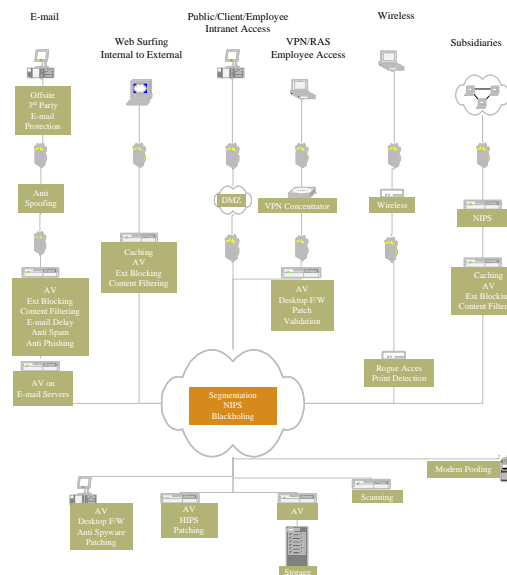 E-mail
Web Surfing
Internal to External
Public/Client/Employee
Intranet Access
VPN/RAS
Employee Access
Wireless
Subsidiaries
Offsite
3rd Party
E-mail
Protection
Anti
Spoofing
DMZ
VPN Concentrator
Wireless
NIPS
Caching
AV
Ext Blocking
Content Filtering
AV
Ext Blocking
Content Filtering
E-mail Delay
Anti Spam
Anti Phishing
AV
Desktop F/W
Patch
Validation
Caching
AV
Ext Blocking
Content Filter
AV on
E-mail Servers
Rogue Acces
Point Detection
Segmentation
NIPS
Blackholing
Modem Pooling
AV
Desktop F/W
Anti Spyware
Patching
AV
HIPS
Patching
AV
Scanning
Storage